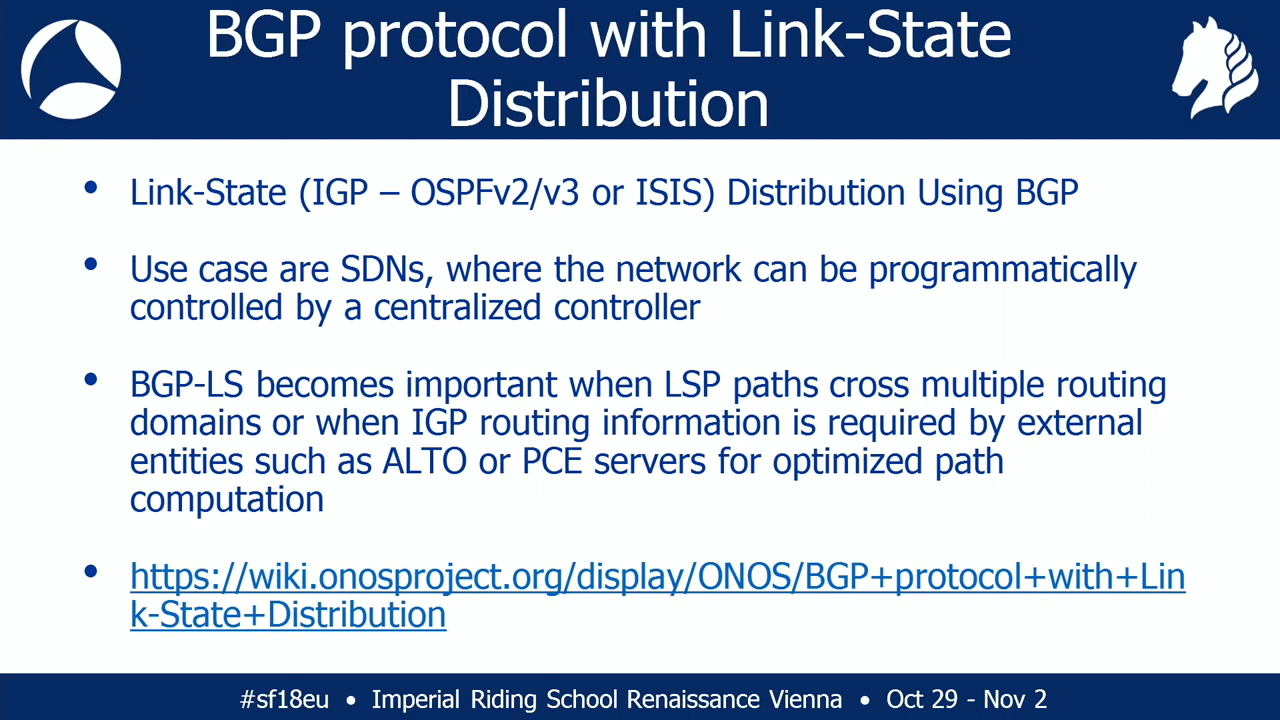 BGP protocol with Link-State
Distribution
• Link-State (IGP – OSPFv2/v3 or ISIS) Distribution Using BGP
• Use case are SDNs, where the network can be programmatically
controlled by a centralized controller
• BGP-LS becomes important when LSP paths cross multiple routing
domains or when IGP routing information is required by external
entities such as ALTO or PCE servers for optimized path
computation
• https://wiki.onosproject.org/display/ONOS/BGP+protocol+with+Lin
k-State+Distribution
#sf18eu • Imperial Riding School Renaissance Vienna • Oct 29 - Nov 2